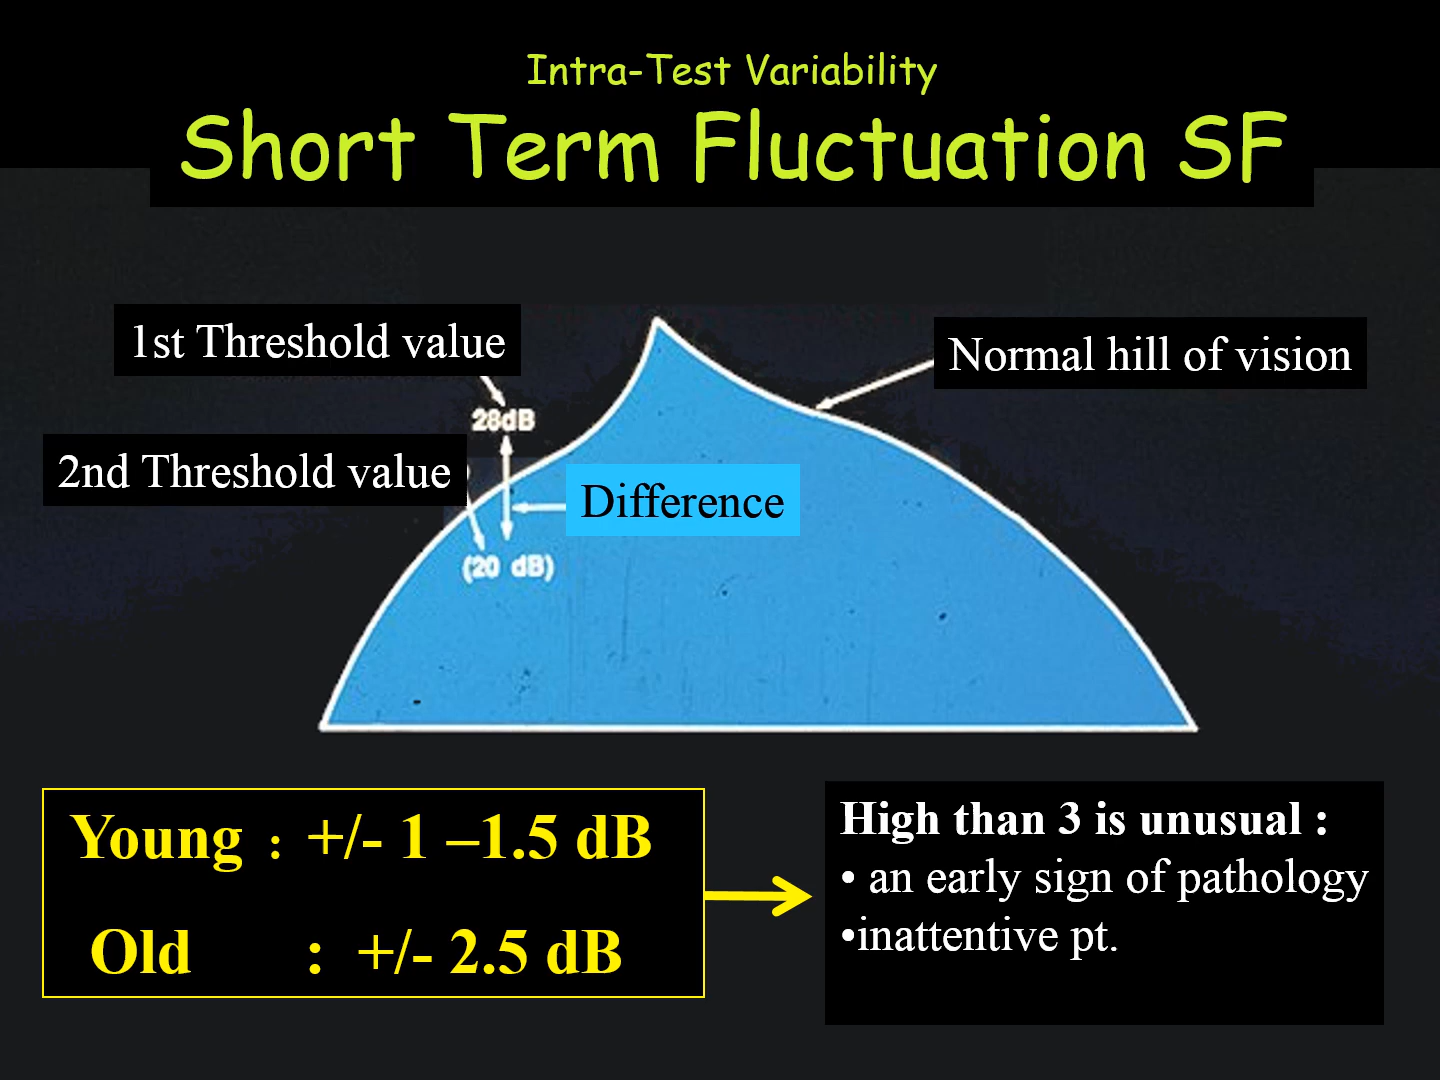 Intra-Test Variability
Short Term Fluctuation SF
1st Threshold value
Normal hill of vision
28dB
2nd Threshold value
Difference
(20 dB)
Young : +/- 1 –1.5 dB
Old : +/- 2.5 dB
High than 3 is unusual :
• an early sign of pathology
•inattentive pt.